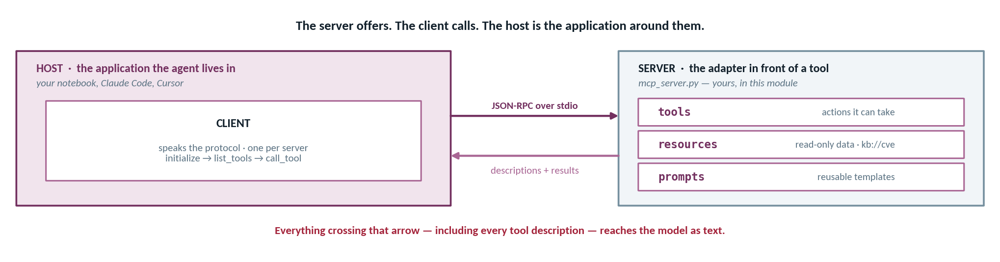 The server offers. The client calls. The host is the application around them.
HOST · the application the agent lives in
your notebook, Claude Code, Cursor
CLIENT
speaks the protocol · one per server
initialize → list_tools → call_tool
JSON-RPC over stdio
descriptions + results
SERVER · the adapter in front of a tool
mcp_server.py — yours, in this module
tools actions it can take
resources read-only data · kb://cve
prompts reusable templates
Everything crossing that arrow — including every tool description — reaches the model as text.